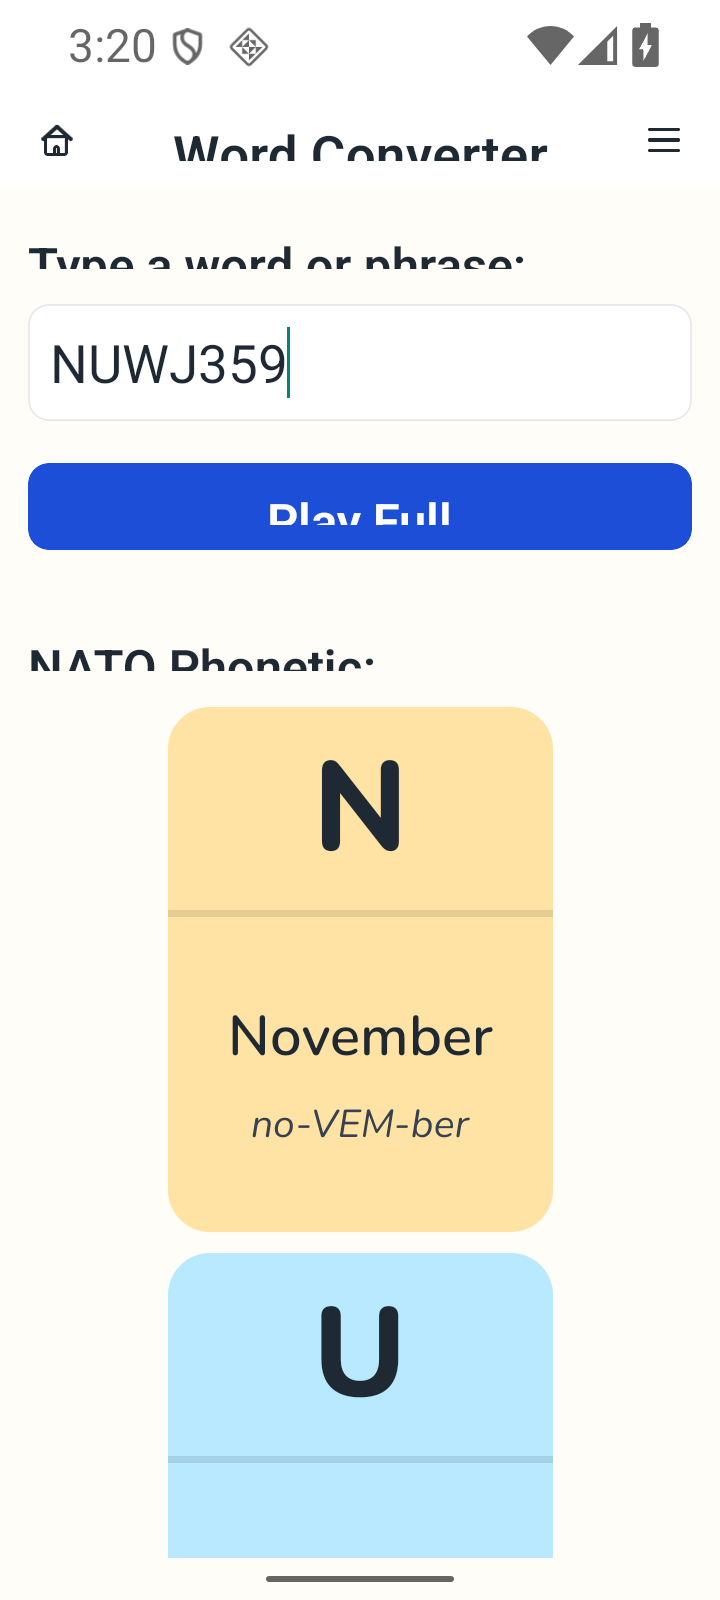 3:20
Word Converter
Type a word or phrase:
NUWJ359
Play Full
NATO Phonetic:
N
November
no-VEM-ber
U